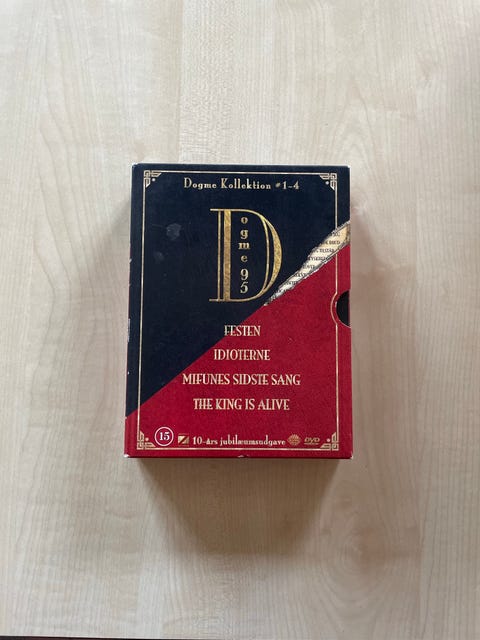 Dogme Kollektion #1-4
Dogme 95
FESTEN
IDIOTERNE
MIFUNES SIDSTE SANG
THE KING IS ALIVE
15 10-års jubilæumsudgave DVD